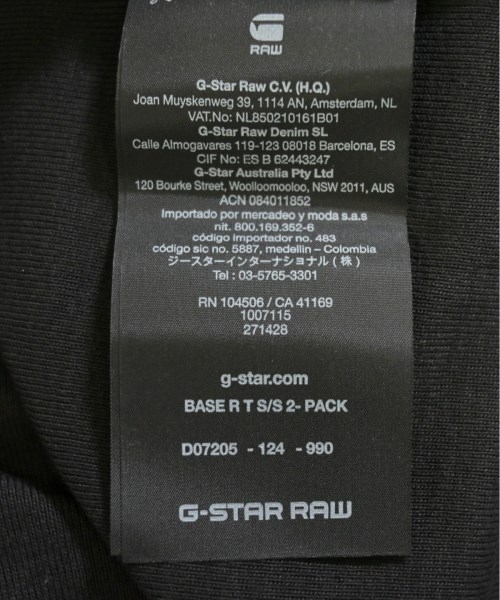 RAW
G-Star Raw C.V. (H.Q.)
Joan Muyskenweg 39, 1114 AN, Amsterdam, NL
VAT.No: NL850210161B01
G-Star Raw Denim SL
Calle Almogavares 119-123 08018 Barcelona, ES
CIF No: ES B 62443247
G-Star Australia Pty Ltd
120 Bourke Street, Woolloomooloo, NSW 2011, AUS
ACN 084011852
Importado por mercadeo y moda s.a.s
nit. 800.169.352-6
código importador no. 483
código sic no. 5887, medellin – Colombia
ジースターインターナショナル(株)
Tel : 03-5765-3301
RN 104506 / CA 41169
1007115
271428
g-star.com
BASE R T S/S 2- PACK
D07205 - 124 - 990
G-STAR RAW